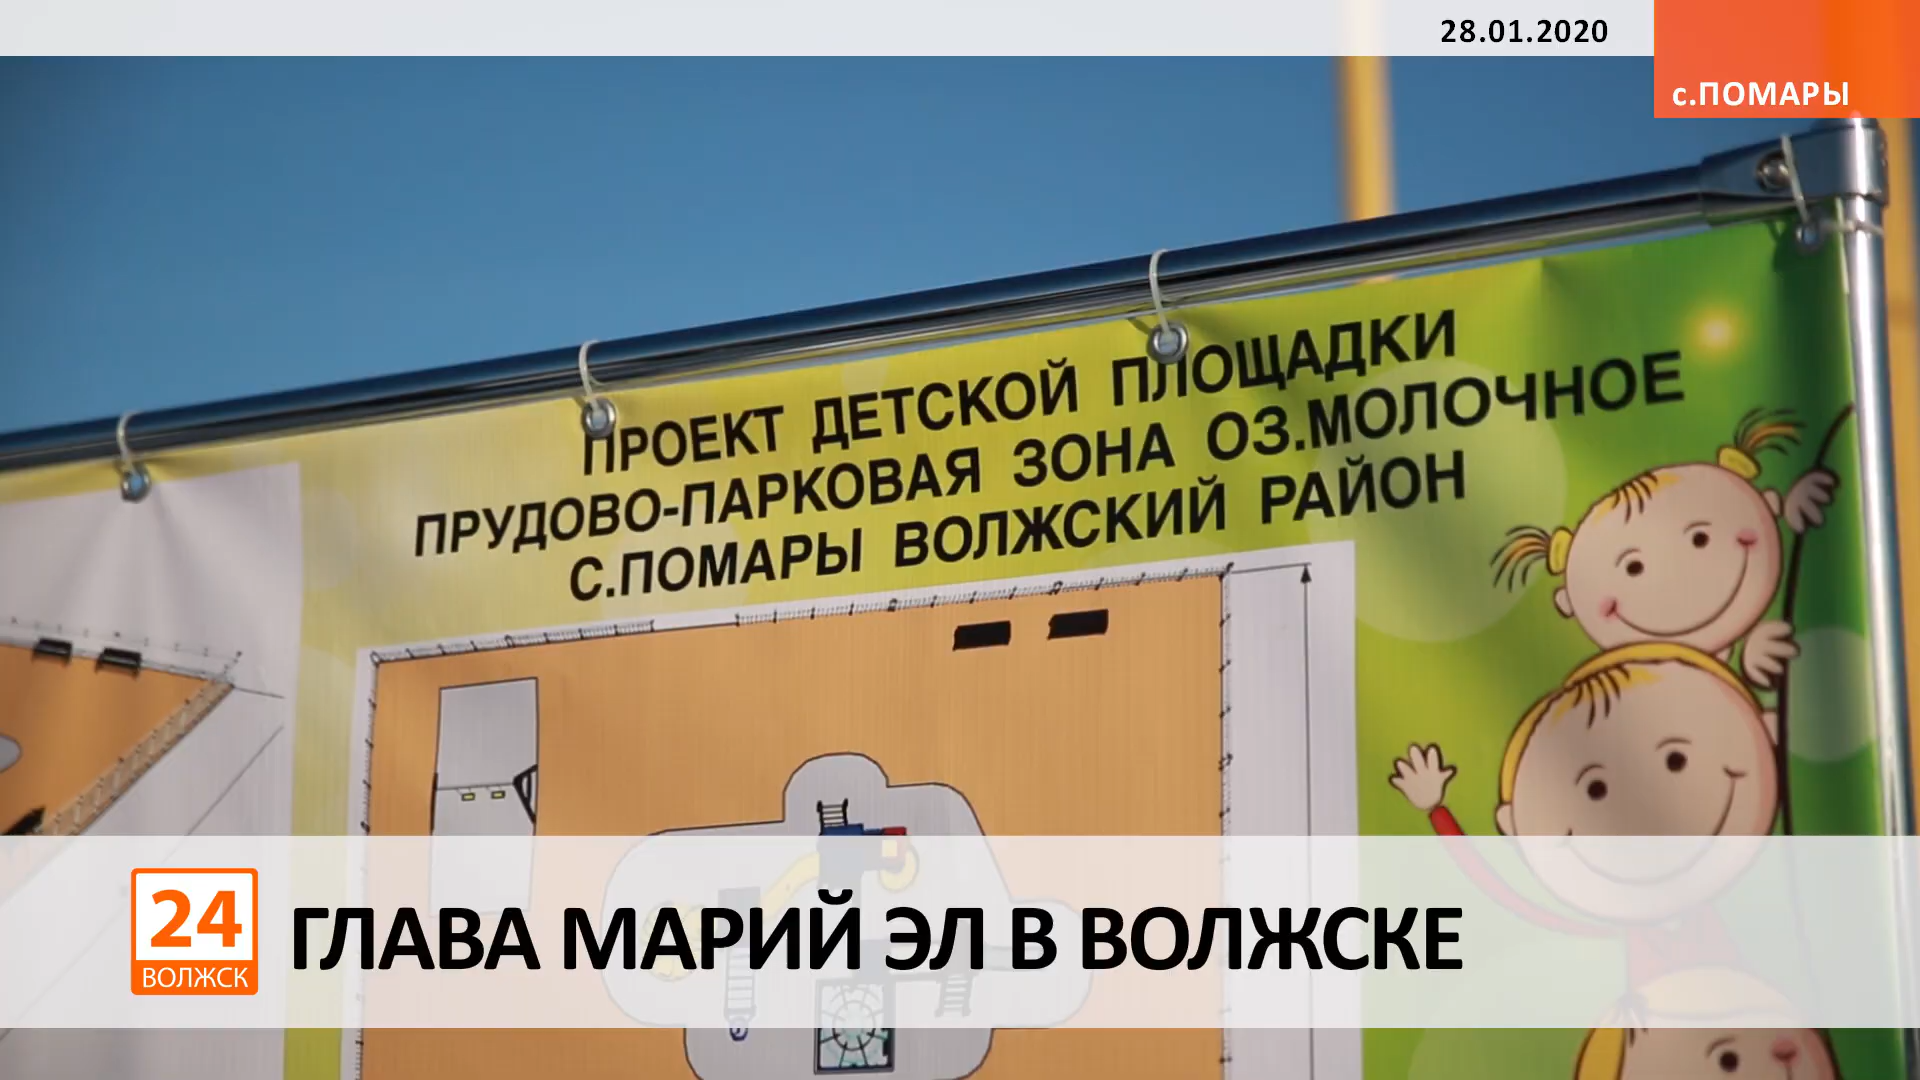 28.01.2020
с.ПОМАРЫ
ПРОЕКТ ДЕТСКОЙ ПЛОЩАДКИ
ПРУДОВО-ПАРКОВАЯ ЗОНА ОЗ.МОЛОЧНОЕ
С.ПОМАРЫ ВОЛЖСКИЙ РАЙОН
24
ВОЛЖСК
ГЛАВА МАРИЙ ЭЛ В ВОЛЖСКЕ